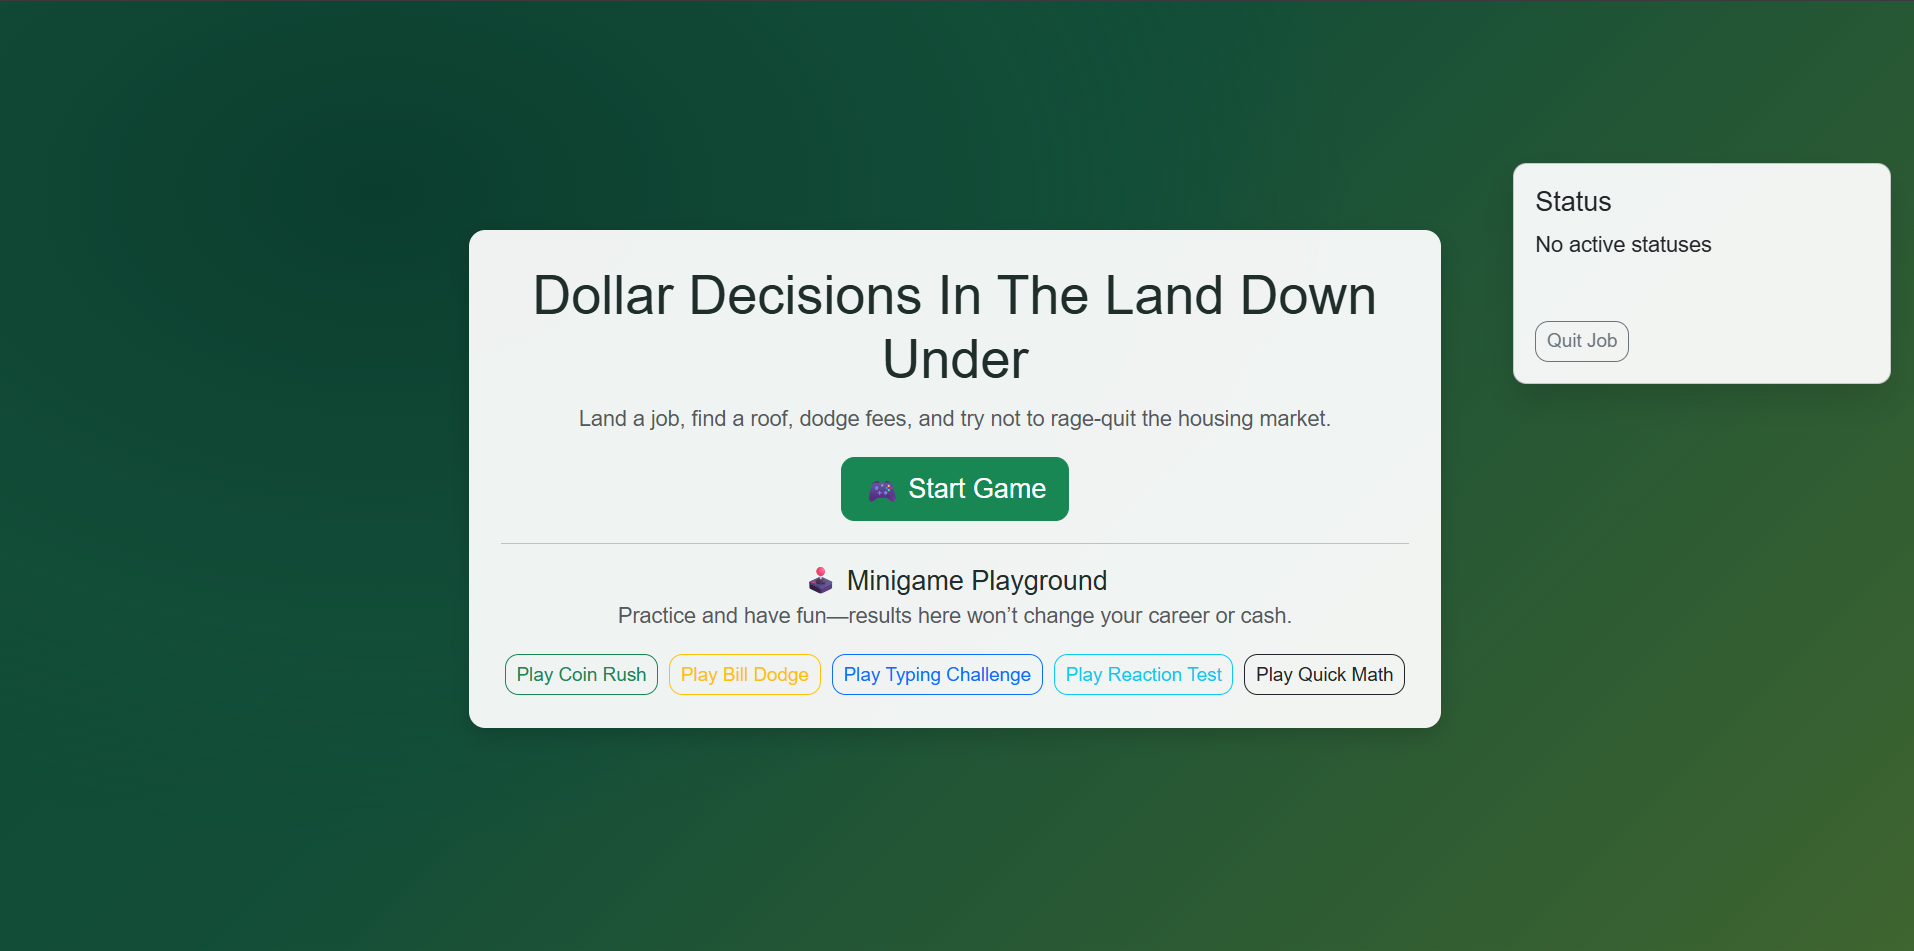 Dollar Decisions In The Land Down
Under
Land a job, find a roof, dodge fees, and try not to rage-quit the housing market.
Start Game
Minigame Playground
Practice and have fun—results here won’t change your career or cash.
Play Coin Rush
Play Bill Dodge
Play Typing Challenge
Play Reaction Test
Play Quick Math
Status
No active statuses
Quit Job